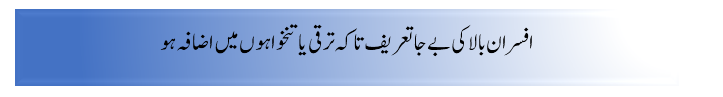 افسران بالا کی بے جا تعریف تاکہ ترقی یا تنخواہوں میں اضافہ ہو